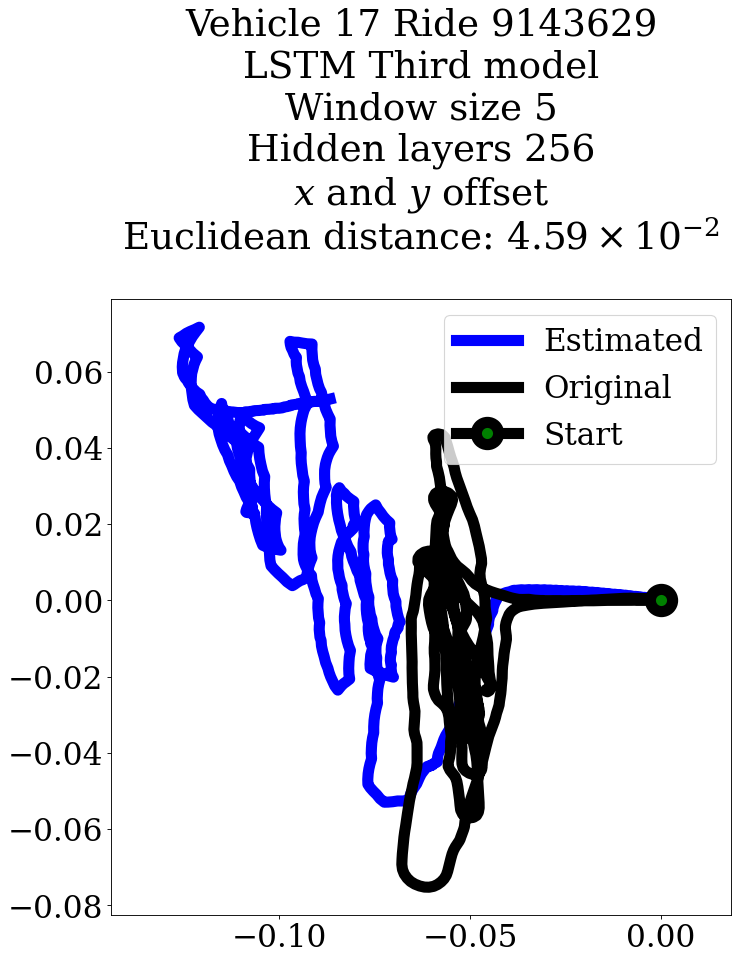 Vehicle 17 Ride 9143629
LSTM Third model
Window size 5
Hidden layers 256
x and y offset
Euclidean distance: 4.59 × 10⁻²
Estimated
Original
Start
0.06
0.04
0.02
0.00
−0.02
−0.04
−0.06
−0.08
−0.10
−0.05
0.00